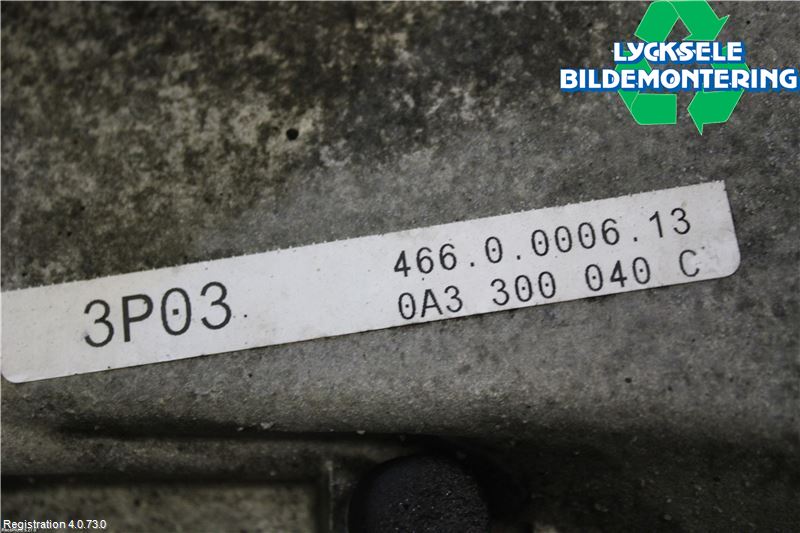 LYCKSELE
BILDEMONTERING
466.0.0006.13
3P03
0A3 300 040 C
Registration 4.0.73.0